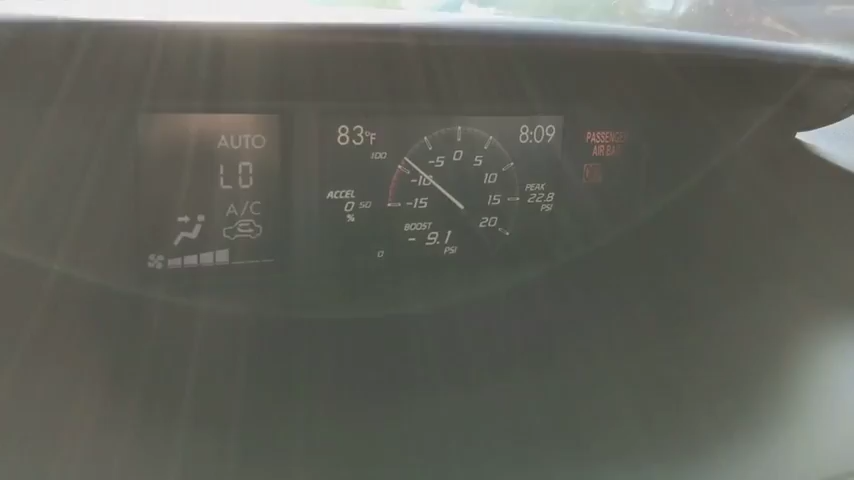 AUTO
LO
A/C
83°F
8:09
100
50
0
ACCEL
0
%
-15
-10
-5
0
5
10
15
20
BOOST
- 9.1
PSI
PEAK
22.8
PSI
PASSENGER
AIR BAG